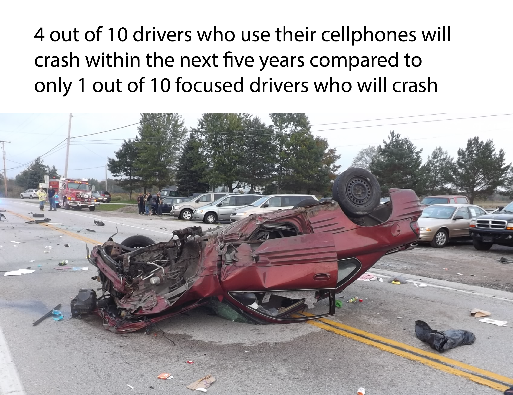 4 out of 10 drivers who use their cellphones will
crash within the next five years compared to
only 1 out of 10 focused drivers who will crash